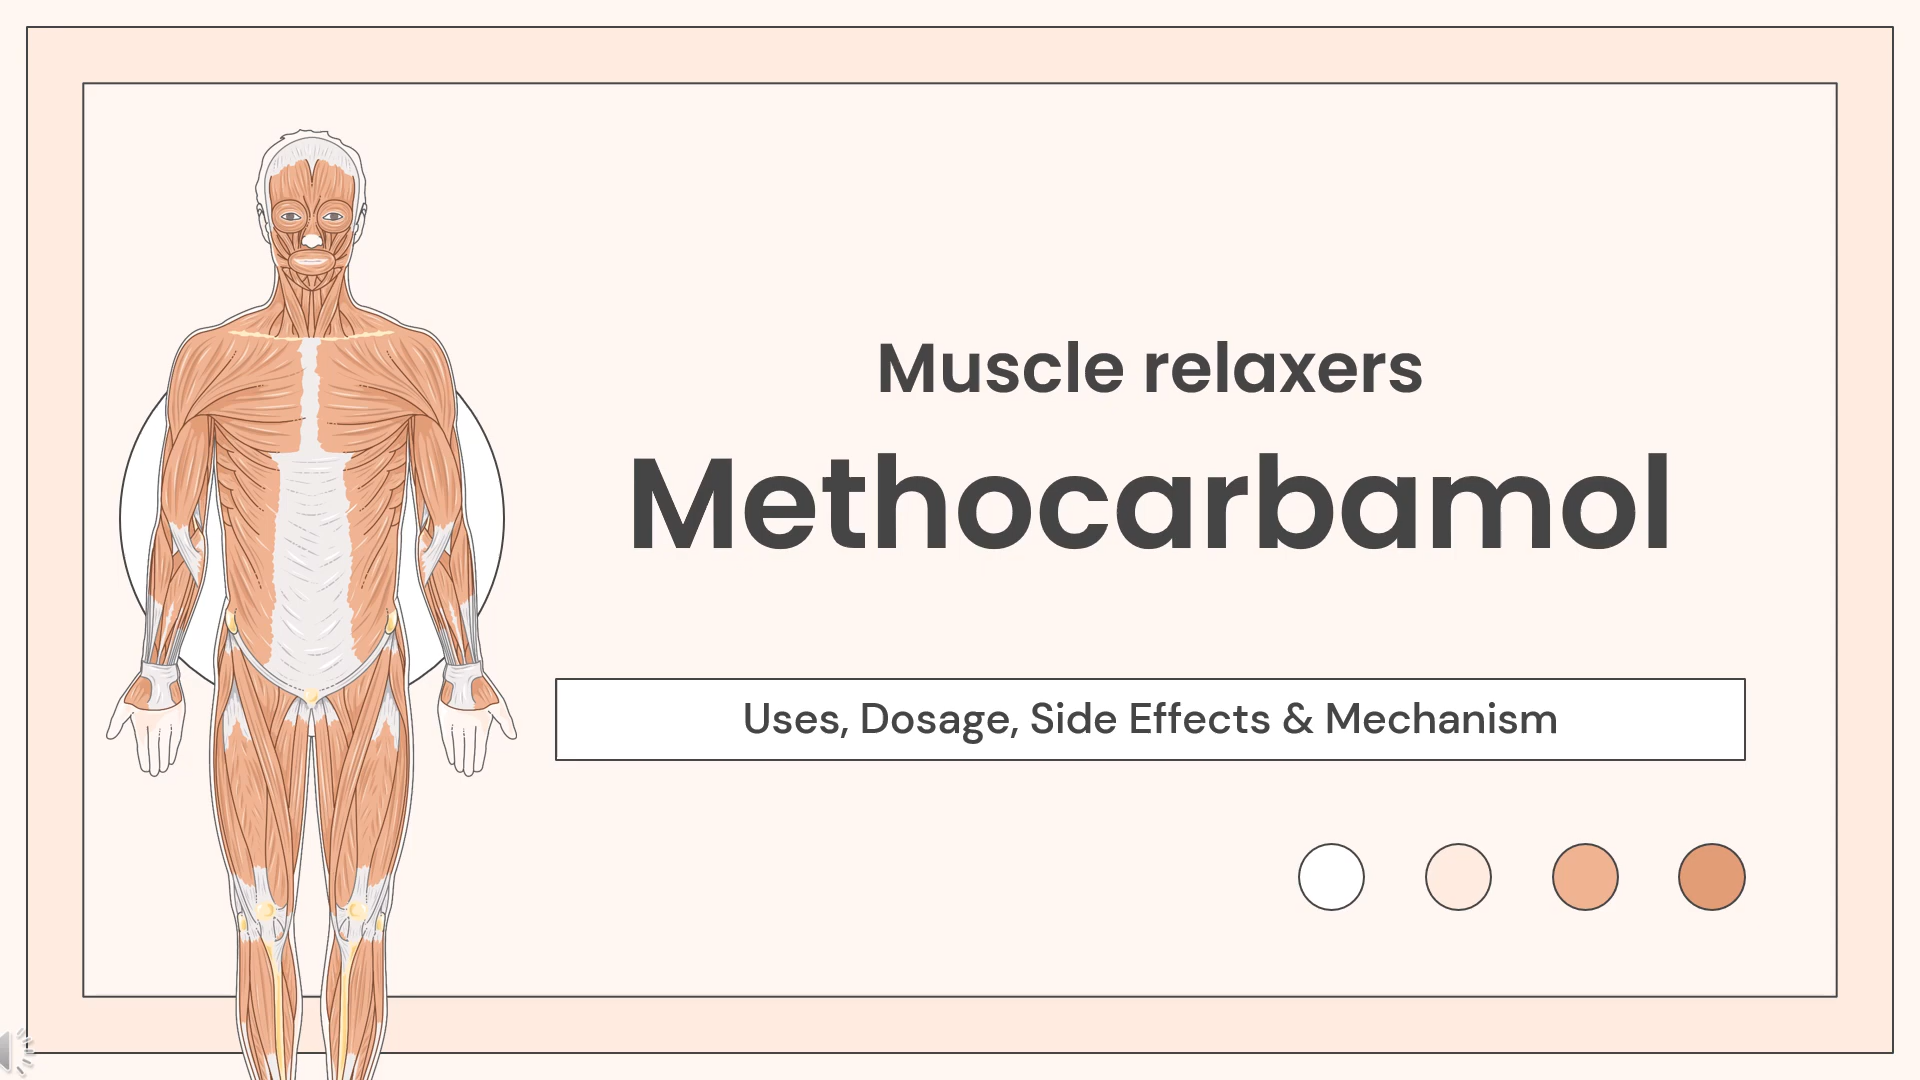 Muscle relaxers
Methocarbamol
Uses, Dosage, Side Effects & Mechanism